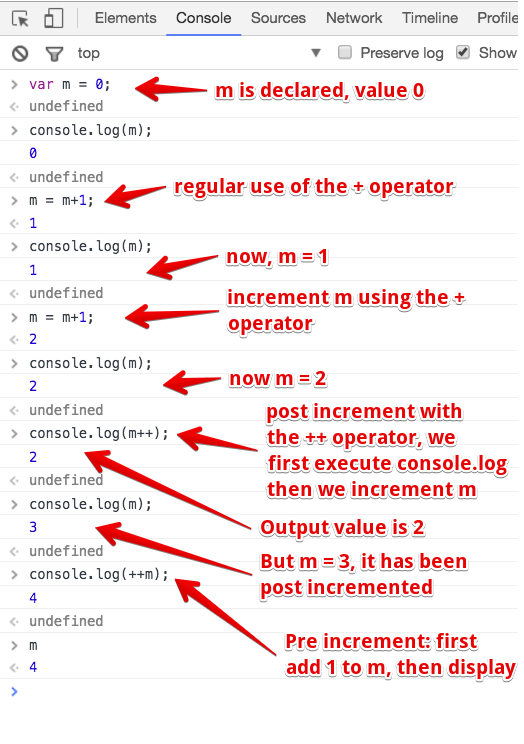 Elements Console Sources Network Timeline Profile
top Preserve log Show
> var m = 0;
m is declared, value 0
undefined
> console.log(m);
0
undefined
regular use of the + operator
> m = m+1;
1
> console.log(m);
now, m = 1
1
undefined
increment m using the +
operator
> m = m+1;
2
> console.log(m);
now m = 2
2
undefined
post increment with
the ++ operator, we
first execute console.log
then we increment m
> console.log(m++);
2
undefined
> console.log(m);
Output value is 2
3
undefined
But m = 3, it has been
post incremented
> console.log(++m);
4
undefined
Pre increment: first
add 1 to m, then display
> m
4
>